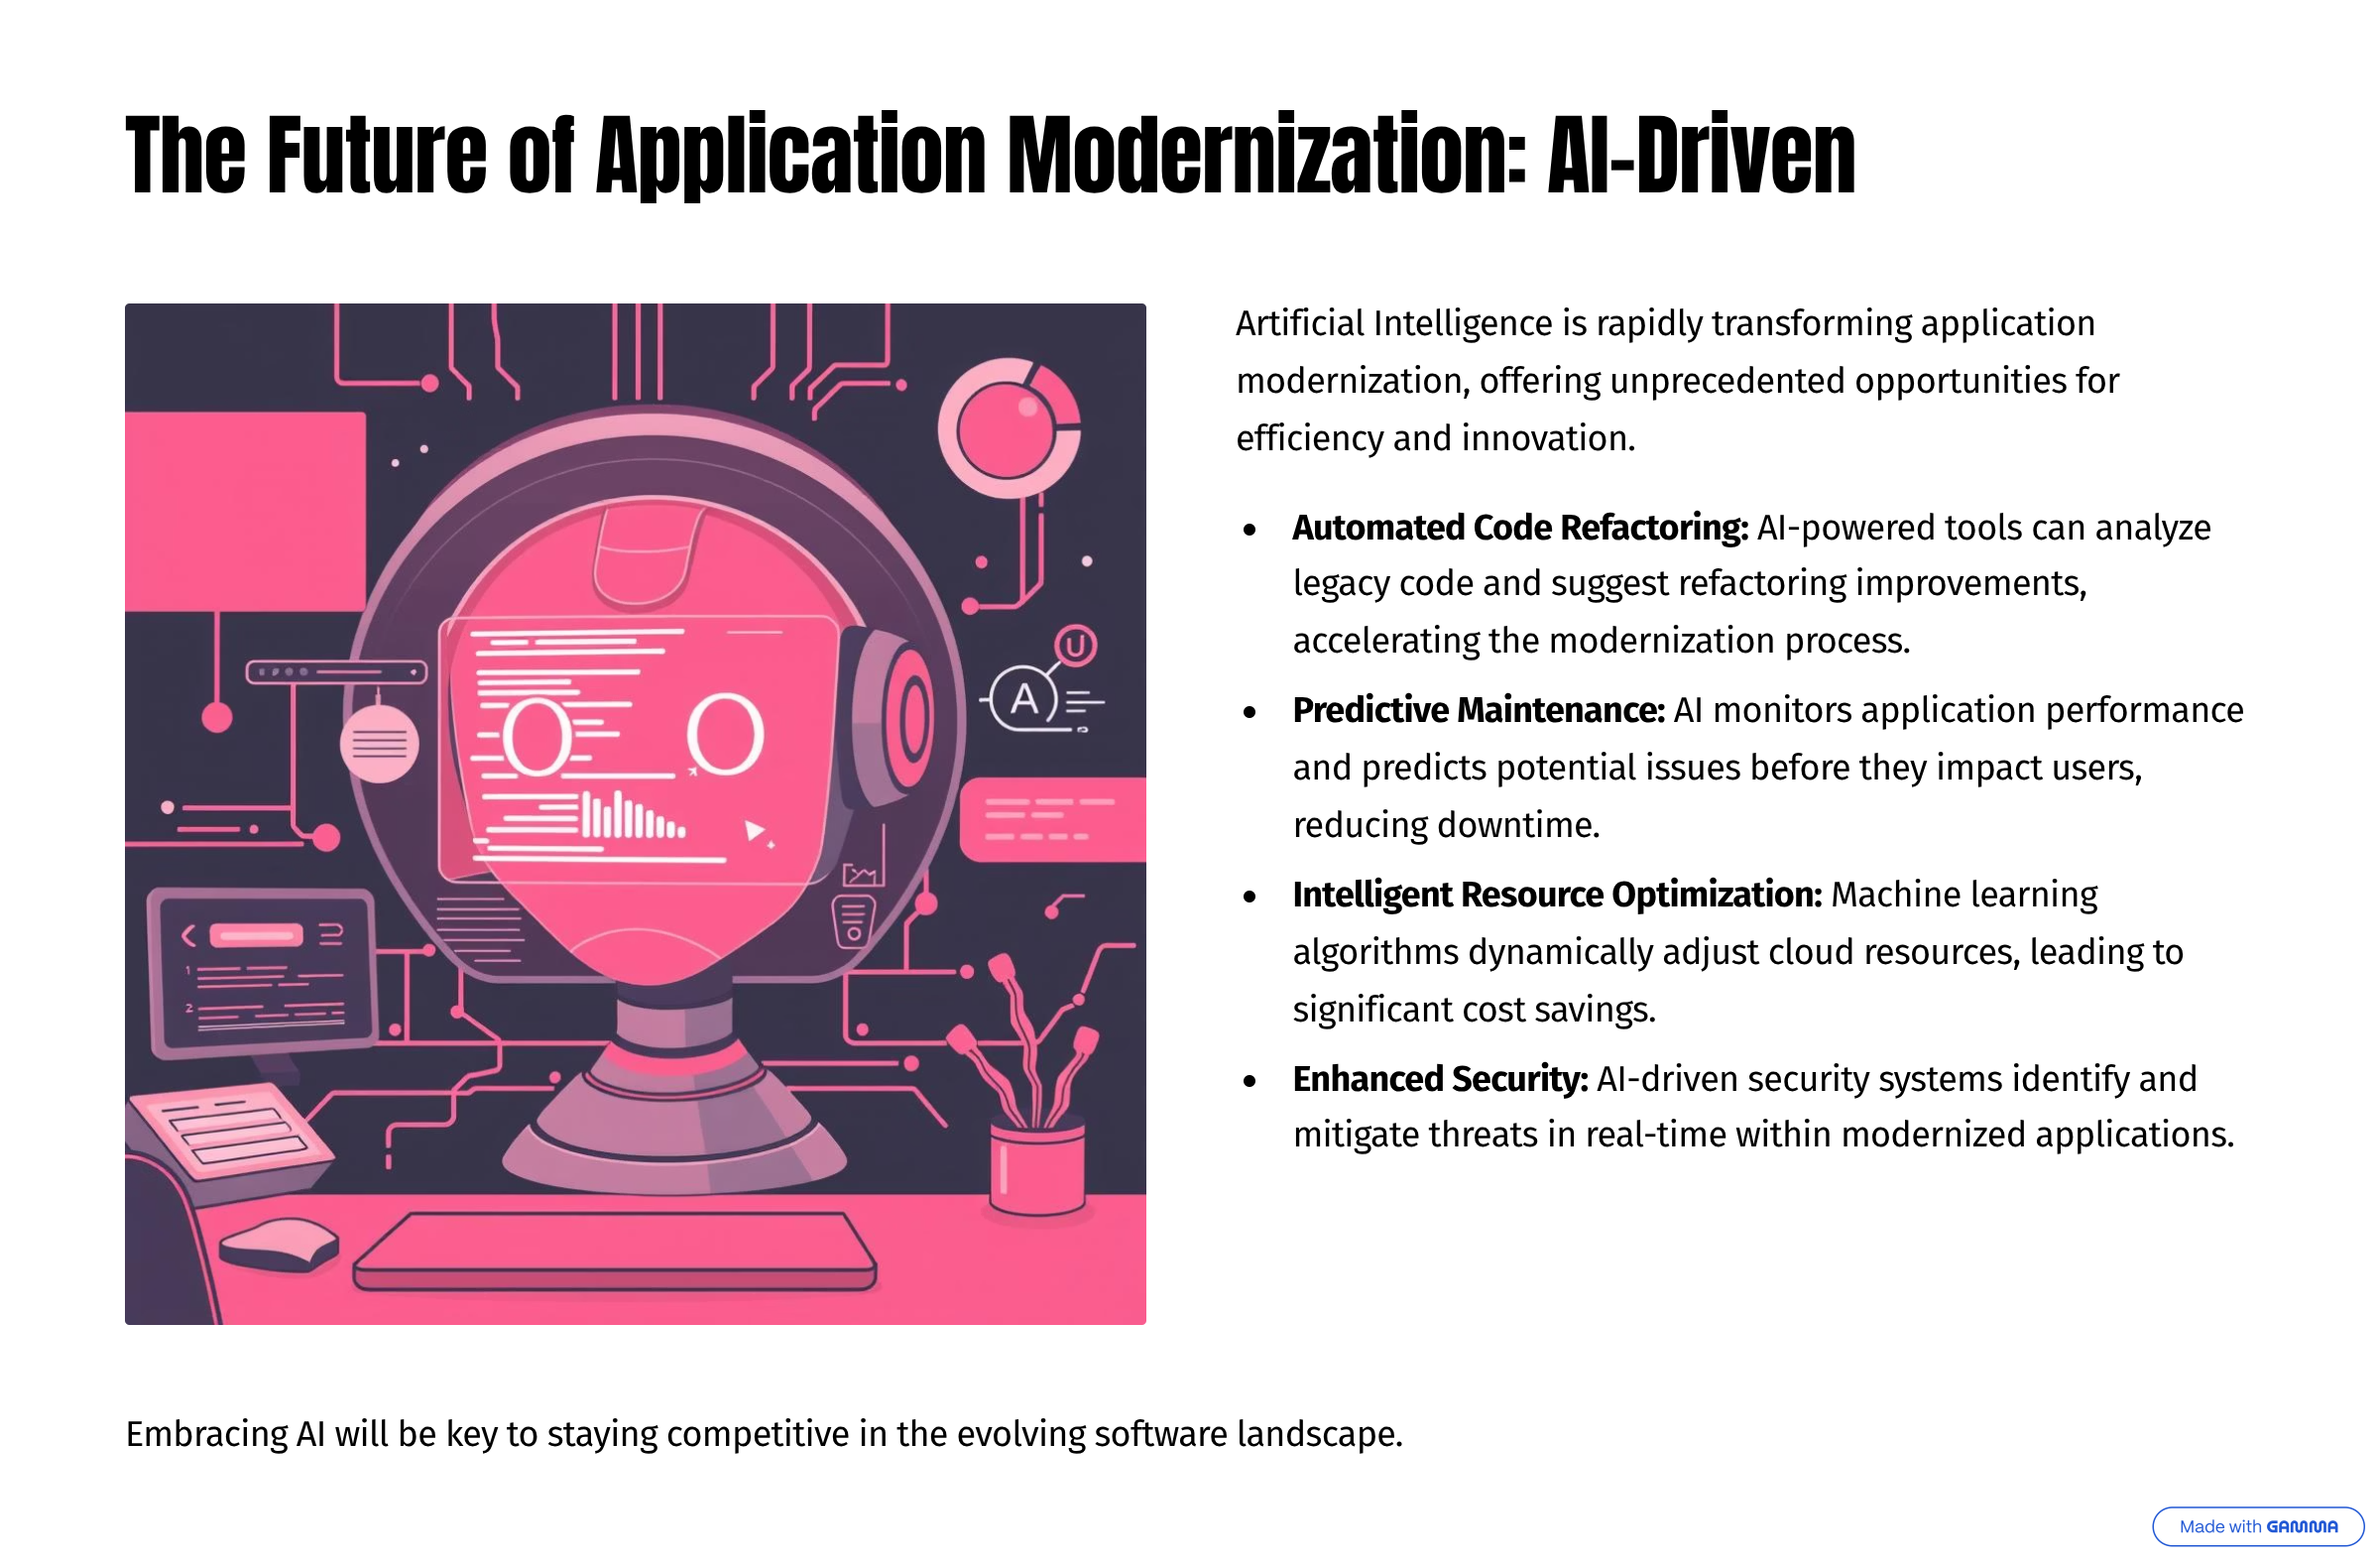 The Future of Application Modernization: AI-Driven
U
A
1
2
Artificial Intelligence is rapidly transforming application
modernization, offering unprecedented opportunities for
efficiency and innovation.
• Automated Code Refactoring: AI-powered tools can analyze
legacy code and suggest refactoring improvements,
accelerating the modernization process.
• Predictive Maintenance: AI monitors application performance
and predicts potential issues before they impact users,
reducing downtime.
• Intelligent Resource Optimization: Machine learning
algorithms dynamically adjust cloud resources, leading to
significant cost savings.
• Enhanced Security: AI-driven security systems identify and
mitigate threats in real-time within modernized applications.
Embracing AI will be key to staying competitive in the evolving software landscape.
Made with GAMMA